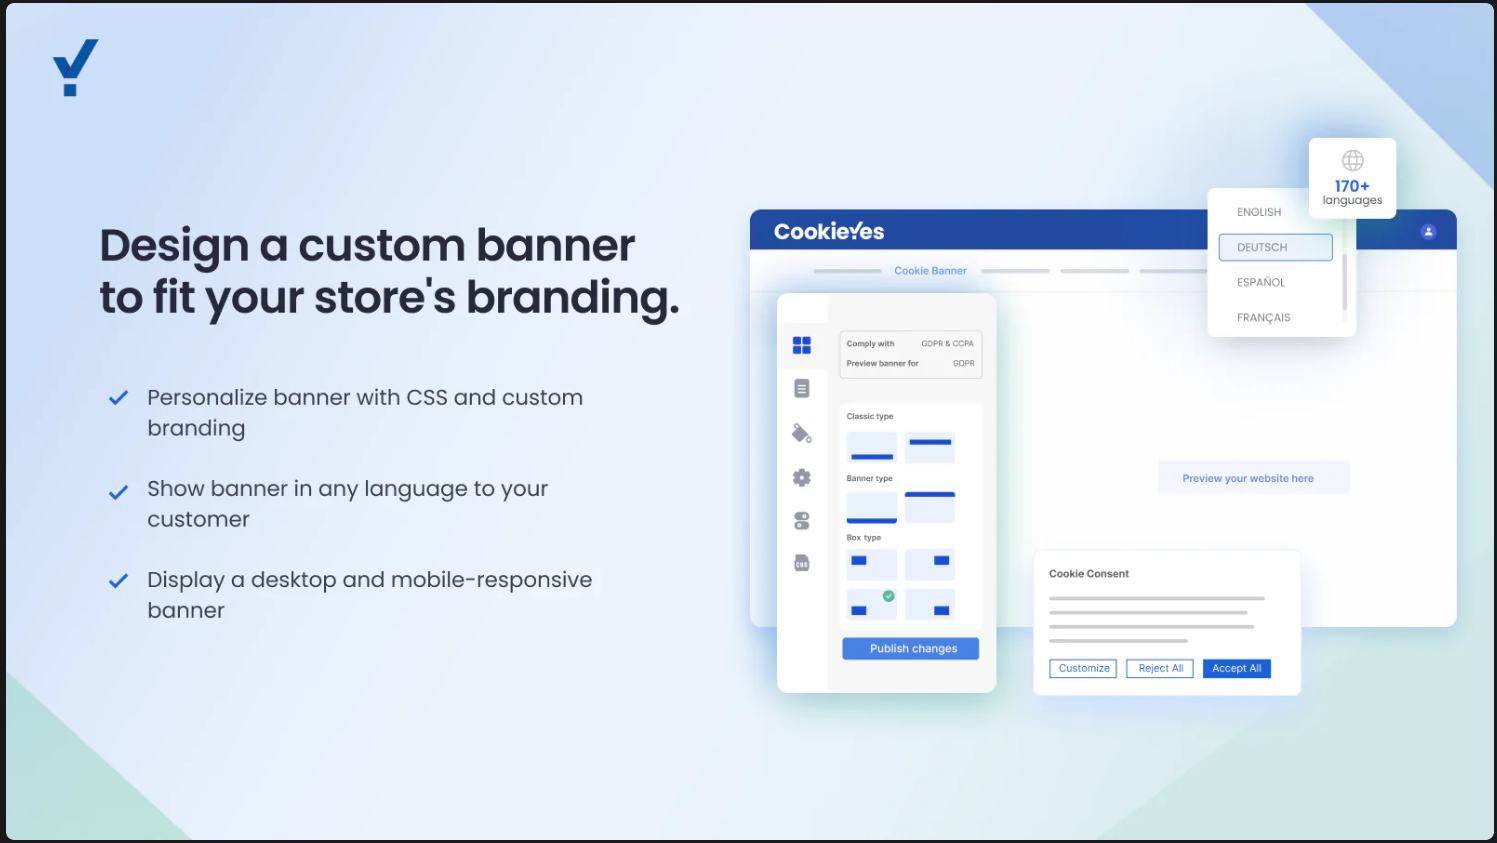 Design a custom banner
to fit your store's branding.
Personalize banner with CSS and custom
branding
Show banner in any language to your
customer
Display a desktop and mobile-responsive
banner
170+
languages
ENGLISH
DEUTSCH
ESPAÑOL
FRANÇAIS
CookieYes
Cookie Banner
Comply with GDPR & CCPA
Preview banner for GDPR
Classic type
Banner type
Box type
CSS
Publish changes
Preview your website here
Cookie Consent
Customize Reject All Accept All